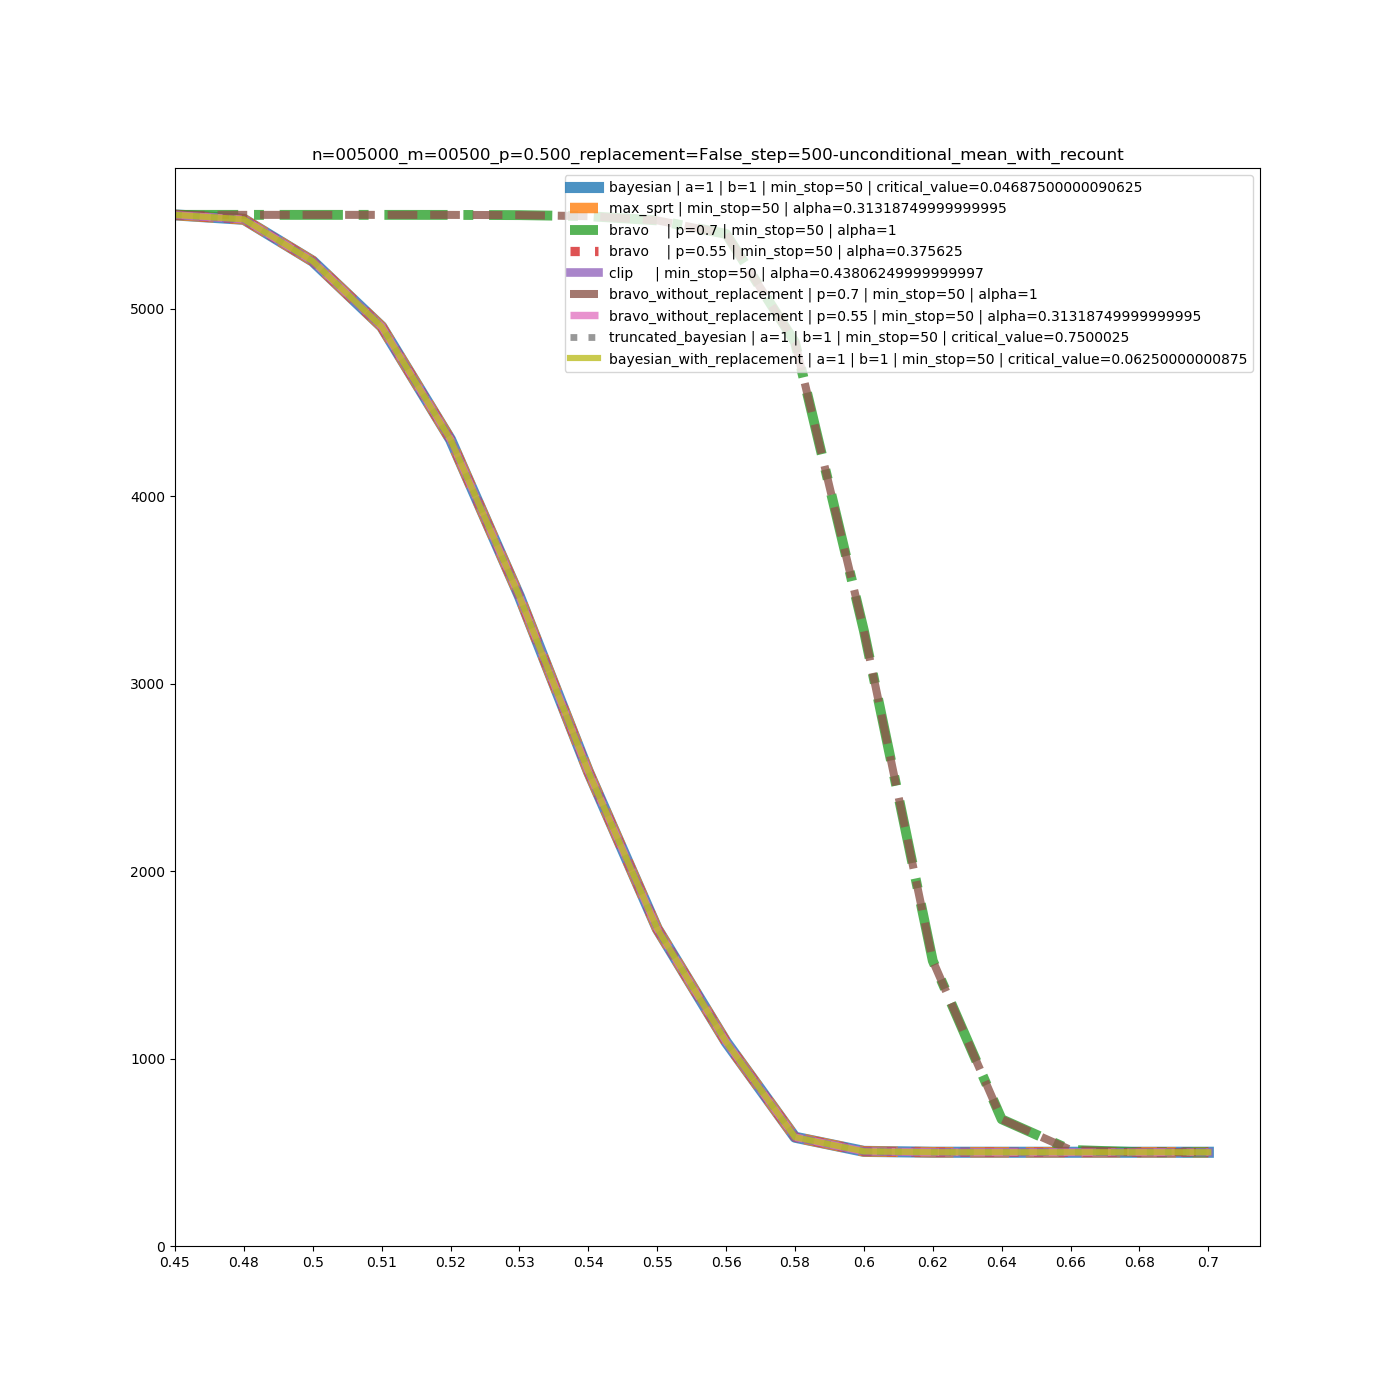 n=005000_m=00500_p=0.500_replacement=False_step=500-unconditional_mean_with_recount
bayesian | a=1 | b=1 | min_stop=50 | critical_value=0.04687500000090625
max_sprt | min_stop=50 | alpha=0.31318749999999995
bravo    | p=0.7 | min_stop=50 | alpha=1
bravo    | p=0.55 | min_stop=50 | alpha=0.375625
clip     | min_stop=50 | alpha=0.43806249999999997
bravo_without_replacement | p=0.7 | min_stop=50 | alpha=1
bravo_without_replacement | p=0.55 | min_stop=50 | alpha=0.31318749999999995
truncated_bayesian | a=1 | b=1 | min_stop=50 | critical_value=0.7500025
bayesian_with_replacement | a=1 | b=1 | min_stop=50 | critical_value=0.06250000000875
5000
4000
3000
2000
1000
0
0.45 0.48 0.5 0.51 0.52 0.53 0.54 0.55 0.56 0.58 0.6 0.62 0.64 0.66 0.68 0.7